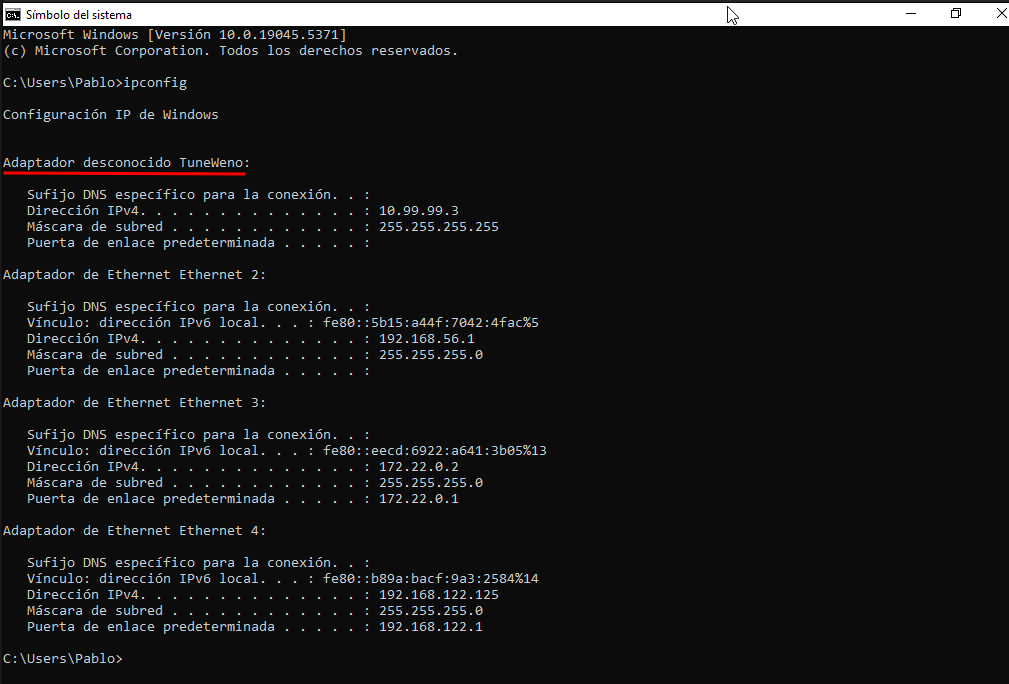 Símbolo del sistema
Microsoft Windows [Versión 10.0.19045.5371]
(c) Microsoft Corporation. Todos los derechos reservados.
C:\Users\Pablo>ipconfig
Configuración IP de Windows
Adaptador desconocido TuneWeno:
Sufijo DNS específico para la conexión. . :
Dirección IPv4. . . . . . . . . . . . . . : 10.99.99.3
Máscara de subred . . . . . . . . . . . . : 255.255.255.255
Puerta de enlace predeterminada . . . . . :
Adaptador de Ethernet Ethernet 2:
Sufijo DNS específico para la conexión. . :
Vínculo: dirección IPv6 local. . . : fe80::5b15:a44f:7042:4fac%5
Dirección IPv4. . . . . . . . . . . . . . : 192.168.56.1
Máscara de subred . . . . . . . . . . . . : 255.255.255.0
Puerta de enlace predeterminada . . . . . :
Adaptador de Ethernet Ethernet 3:
Sufijo DNS específico para la conexión. . :
Vínculo: dirección IPv6 local. . . : fe80::eecd:6922:a641:3b05%13
Dirección IPv4. . . . . . . . . . . . . . : 172.22.0.2
Máscara de subred . . . . . . . . . . . . : 255.255.255.0
Puerta de enlace predeterminada . . . . . : 172.22.0.1
Adaptador de Ethernet Ethernet 4:
Sufijo DNS específico para la conexión. . :
Vínculo: dirección IPv6 local. . . : fe80::b89a:bacf:9a3:2584%14
Dirección IPv4. . . . . . . . . . . . . . : 192.168.122.125
Máscara de subred . . . . . . . . . . . . : 255.255.255.0
Puerta de enlace predeterminada . . . . . : 192.168.122.1
C:\Users\Pablo>